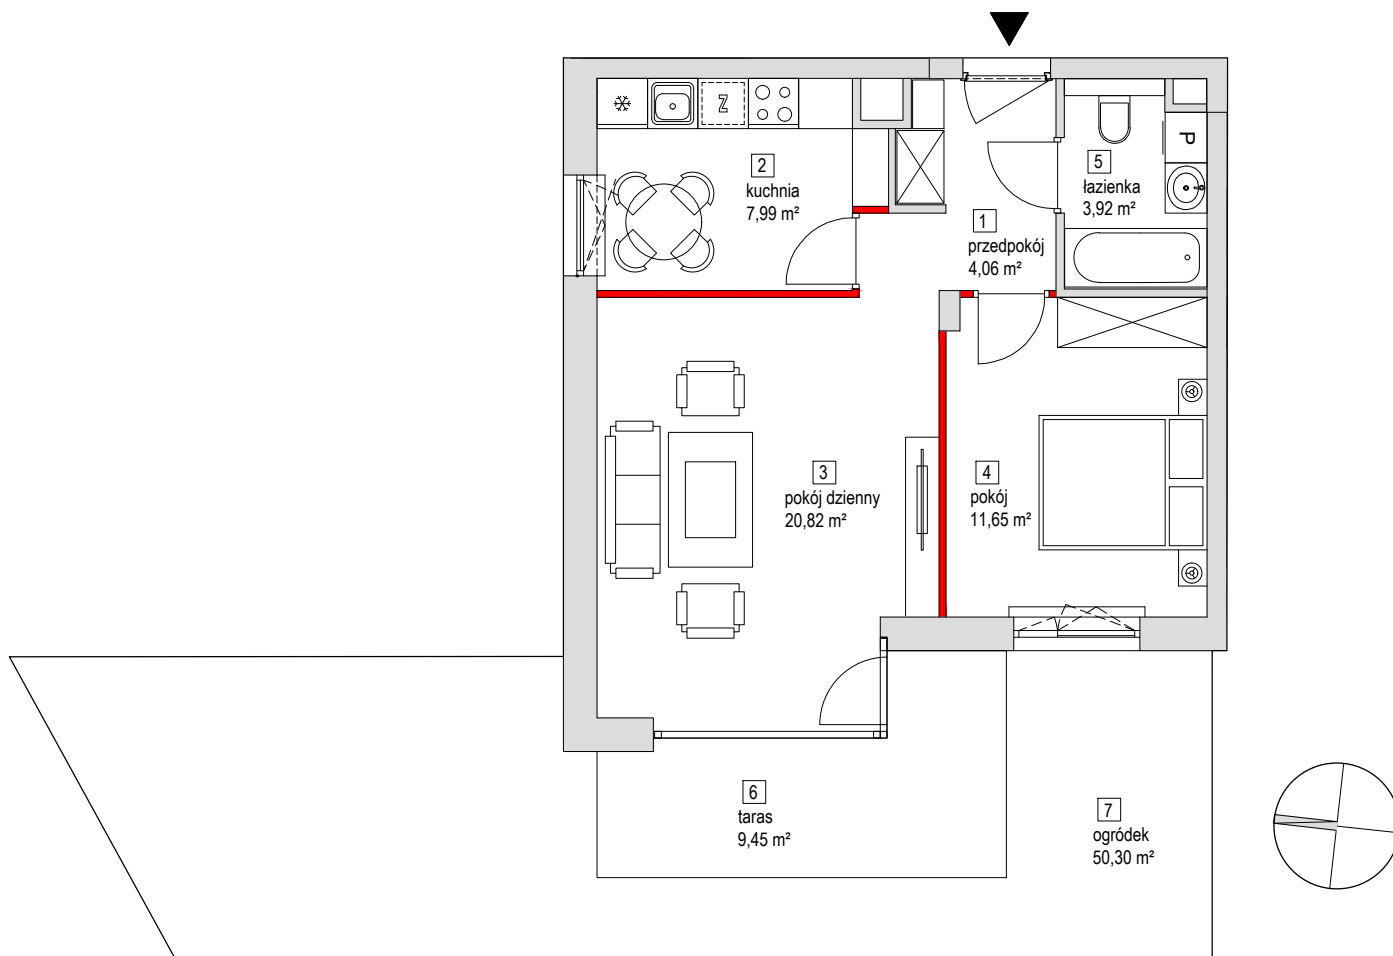 Z
2
kuchnia
7,99 m²
P
5
łazienka
3,92 m²
1
przedpokój
4,06 m²
3
pokój dzienny
20,82 m²
4
pokój
11,65 m²
6
taras
9,45 m²
7
ogródek
50,30 m²